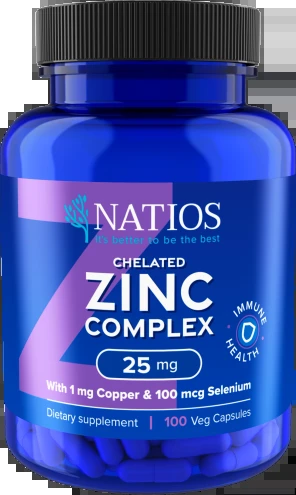 NATIOS
It's better to be the best
CHELATED
ZINC
COMPLEX
25 mg
IMMUNE
HEALTH
With 1 mg Copper & 100 mcg Selenium
Dietary supplement | 100 Veg Capsules